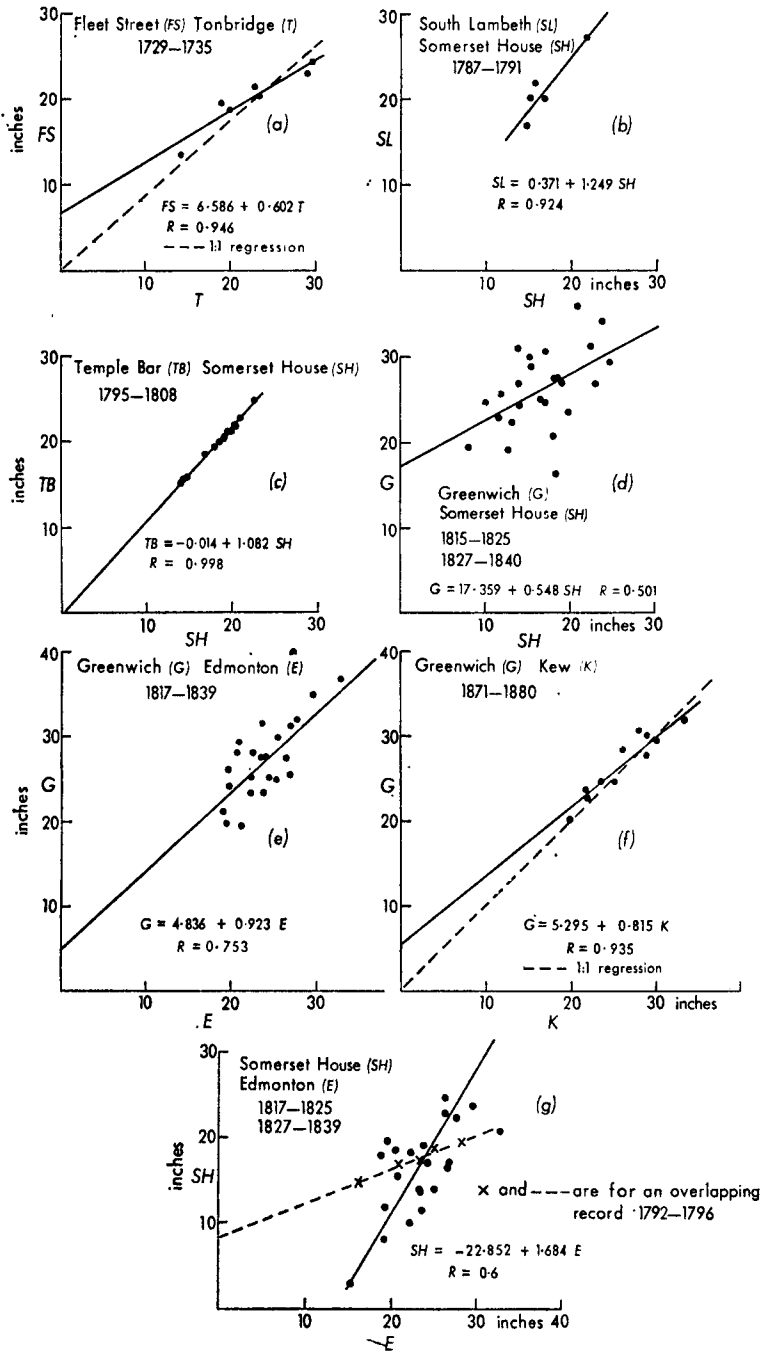 Fleet Street (FS) Tonbridge (T)
1729—1735
30
20
10
inches
FS
(a)
FS = 6·586 + 0·602 T
R = 0·946
---- 1:1 regression
10 20 30
T
South Lambeth (SL)
Somerset House (SH)
1787—1791
30
20
10
SL
(b)
SL = 0·371 + 1·249 SH
R = 0·924
10 20 inches 30
SH
Temple Bar (TB) Somerset House (SH)
1795—1808
30
20
10
inches
TB
(c)
TB = -0·014 + 1·082 SH
R = 0·998
10 20 30
SH
30
20
10
G
(d)
Greenwich (G)
Somerset House (SH)
1815—1825
1827—1840
G = 17·359 + 0·548 SH R = 0·501
10 20 inches 30
SH
Greenwich (G) Edmonton (E)
1817—1839
40
30
20
10
inches
G
(e)
G = 4·836 + 0·923 E
R = 0·753
10 20 30
E
Greenwich (G) Kew (K)
1871—1880
40
30
20
10
G
(f)
G = 5·295 + 0·815 K
R = 0·935
---- 1:1 regression
10 20 30 inches
K
Somerset House (SH)
Edmonton (E)
1817—1825
1827—1839
30
20
10
inches
SH
(g)
× and ---- are for an overlapping
record 1792—1796
SH = -22·852 + 1·684 E
R = 0·6
10 20 30 inches 40
E